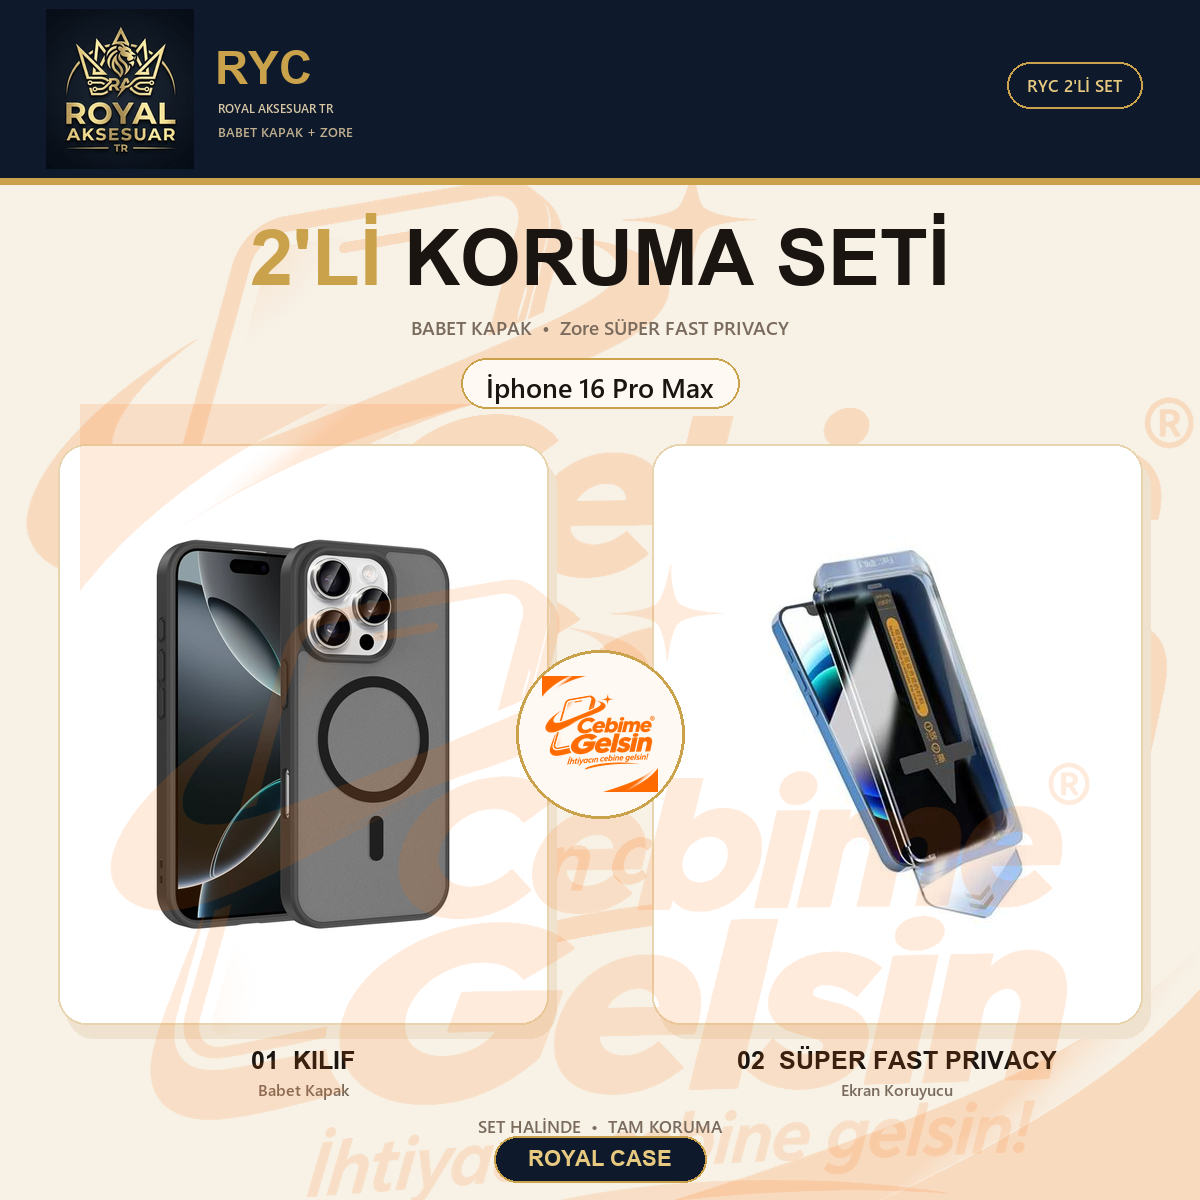 ROYAL
AKSESUAR
TR
RYC
ROYAL AKSESUAR TR
BABET KAPAK + ZORE
RYC 2'Lİ SET
2'Lİ KORUMA SETİ
BABET KAPAK • Zore SÜPER FAST PRIVACY
İphone 16 Pro Max
Cebime
Gelsin
İhtiyacın cebine gelsin!
Cebime®
Gelsin
01 KILIF
Babet Kapak
02 SÜPER FAST PRIVACY
Ekran Koruyucu
SET HALİNDE • TAM KORUMA
ROYAL CASE